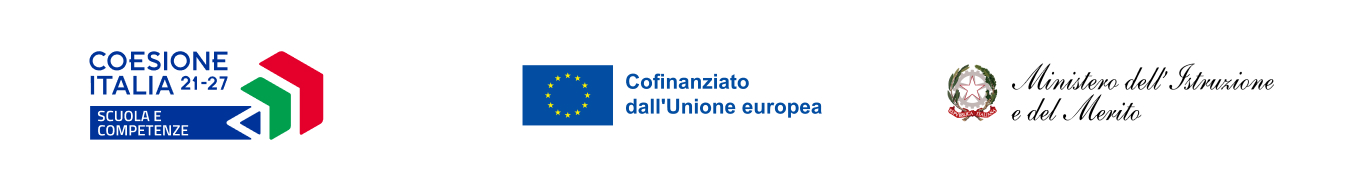 COESIONE
ITALIA 21-27
SCUOLA E
COMPETENZE
Cofinanziato
dall'Unione europea
Ministero dell'Istruzione
e del Merito